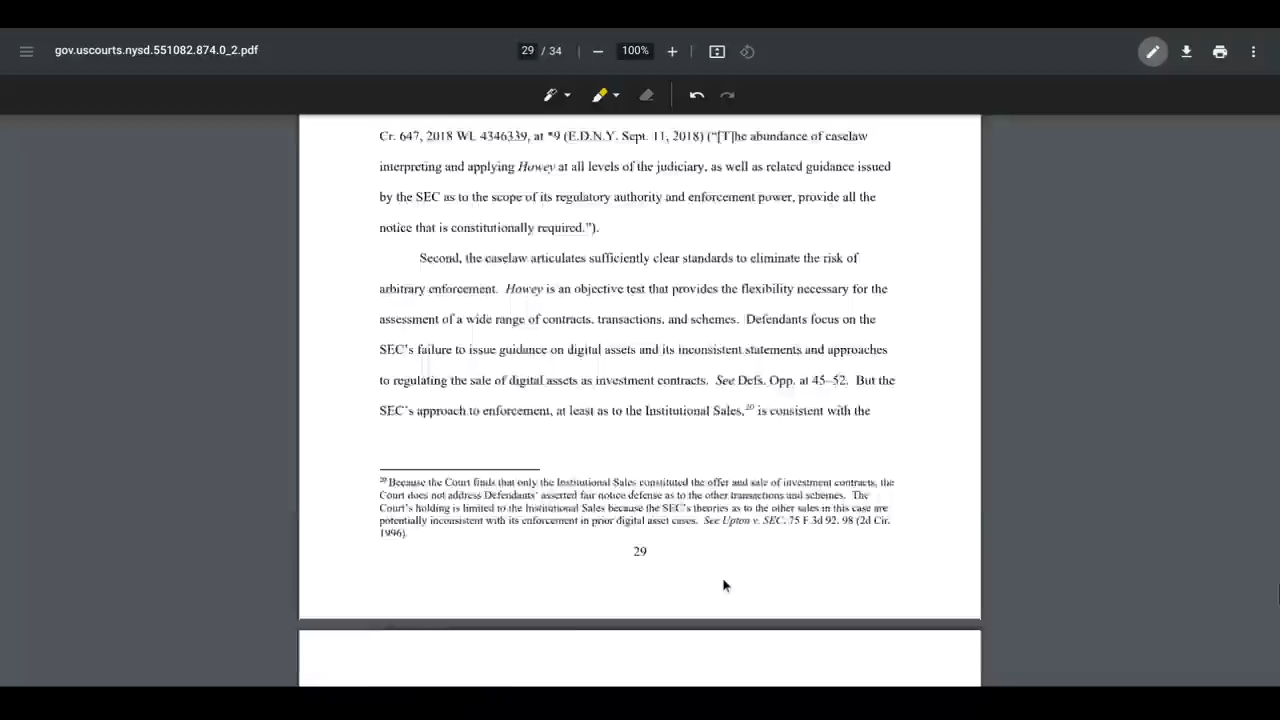 gov.uscourts.nysd.551082.874.0_2.pdf
29 / 34
100%
Cr. 647, 2018 WL 4346339, at *9 (E.D.N.Y. Sept. 11, 2018) (“[T]he abundance of caselaw
interpreting and applying Howey at all levels of the judiciary, as well as related guidance issued
by the SEC as to the scope of its regulatory authority and enforcement power, provide all the
notice that is constitutionally required.”).
Second, the caselaw articulates sufficiently clear standards to eliminate the risk of
arbitrary enforcement. Howey is an objective test that provides the flexibility necessary for the
assessment of a wide range of contracts, transactions, and schemes. Defendants focus on the
SEC’s failure to issue guidance on digital assets and its inconsistent statements and approaches
to regulating the sale of digital assets as investment contracts. See Defs. Opp. at 45–52. But the
SEC’s approach to enforcement, at least as to the Institutional Sales,20 is consistent with the
20 Because the Court finds that only the Institutional Sales constituted the offer and sale of investment contracts, the
Court does not address Defendants’ asserted fair notice defense as to the other transactions and schemes. The
Court’s holding is limited to the Institutional Sales because the SEC’s theories as to the other sales in this case are
potentially inconsistent with its enforcement in prior digital asset cases. See Upton v. SEC, 75 F.3d 92, 98 (2d Cir.
1996).
29